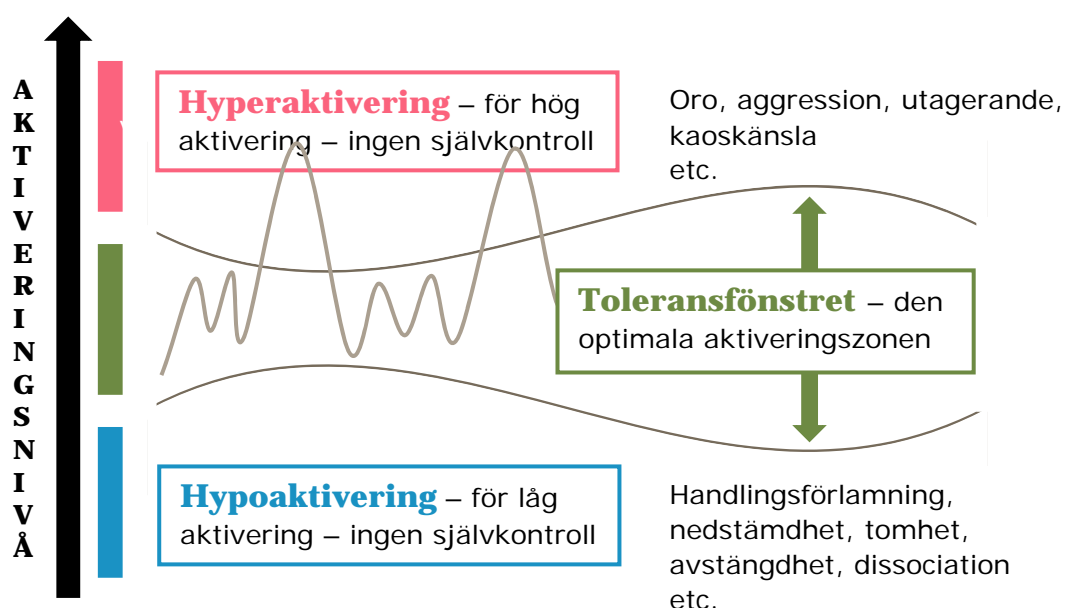 AKTIVERINGSNIVÅ
Hyperaktivering – för hög
aktivering – ingen självkontroll
Oro, aggression, utagerande,
kaoskänsla
etc.
Toleransfönstret – den
optimala aktiveringszonen
Hypoaktivering – för låg
aktivering – ingen självkontroll
Handlingsförlamning,
nedstämdhet, tomhet,
avstängdhet, dissociation
etc.